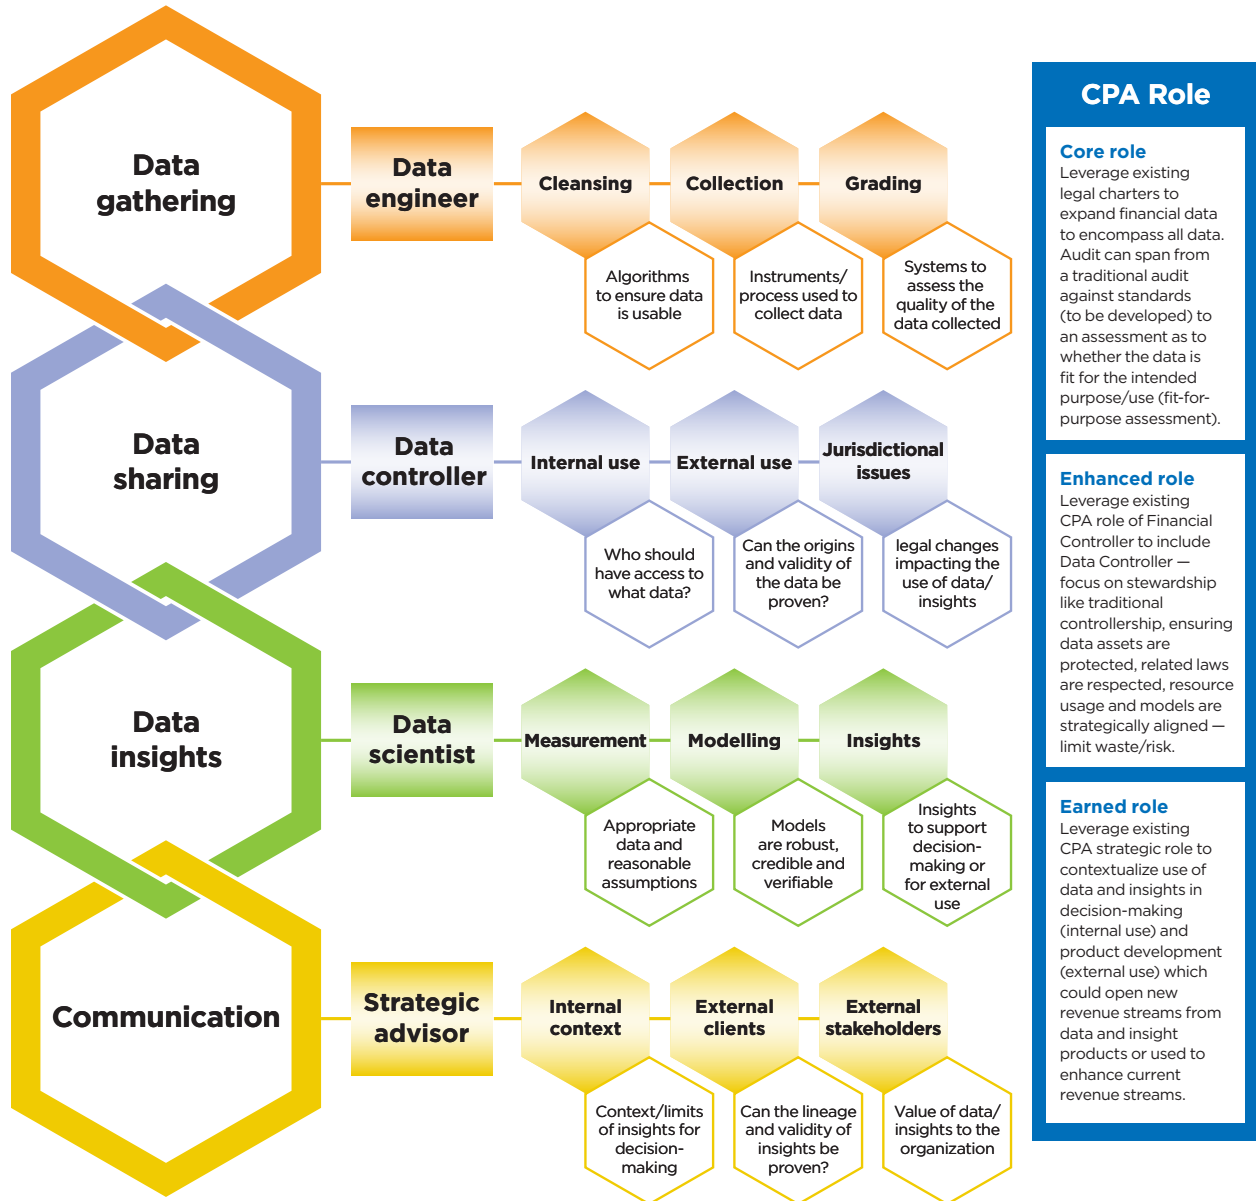 Data
gathering
Data
engineer
Cleansing
Collection
Grading
Algorithms
to ensure data
is usable
Instruments/
process used to
collect data
Systems to
assess the
quality of the
data collected
Data
sharing
Data
controller
Internal use
External use
Jurisdictional
issues
Who should
have access to
what data?
Can the origins
and validity of
the data be
proven?
legal changes
impacting the
use of data/
insights
Data
insights
Data
scientist
Measurement
Modelling
Insights
Appropriate
data and
reasonable
assumptions
Models
are robust,
credible and
verifiable
Insights
to support
decision-
making or
for external
use
Communication
Strategic
advisor
Internal
context
External
clients
External
stakeholders
Context/limits
of insights for
decision-
making
Can the lineage
and validity of
insights be
proven?
Value of data/
insights to the
organization
CPA Role
Core role
Leverage existing
legal charters to
expand financial data
to encompass all data.
Audit can span from
a traditional audit
against standards
(to be developed) to
an assessment as to
whether the data is
fit for the intended
purpose/use (fit-for-
purpose assessment).
Enhanced role
Leverage existing
CPA role of Financial
Controller to include
Data Controller —
focus on stewardship
like traditional
controllership, ensuring
data assets are
protected, related laws
are respected, resource
usage and models are
strategically aligned —
limit waste/risk.
Earned role
Leverage existing
CPA strategic role to
contextualize use of
data and insights in
decision-making
(internal use) and
product development
(external use) which
could open new
revenue streams from
data and insight
products or used to
enhance current
revenue streams.